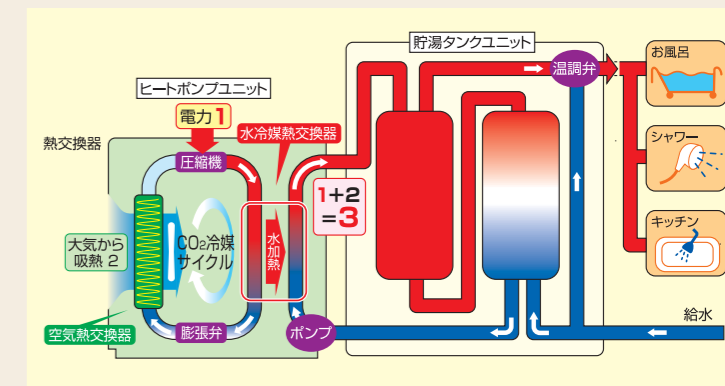 貯湯タンクユニット
お風呂
温調弁
ヒートポンプユニット
電力1
熱交換器
水冷媒熱交換器
シャワー
圧縮機
1+2
=3
大気から
吸熱 2
CO₂冷媒
サイクル
水加熱
キッチン
給水
空気熱交換器
膨張弁
ポンプ